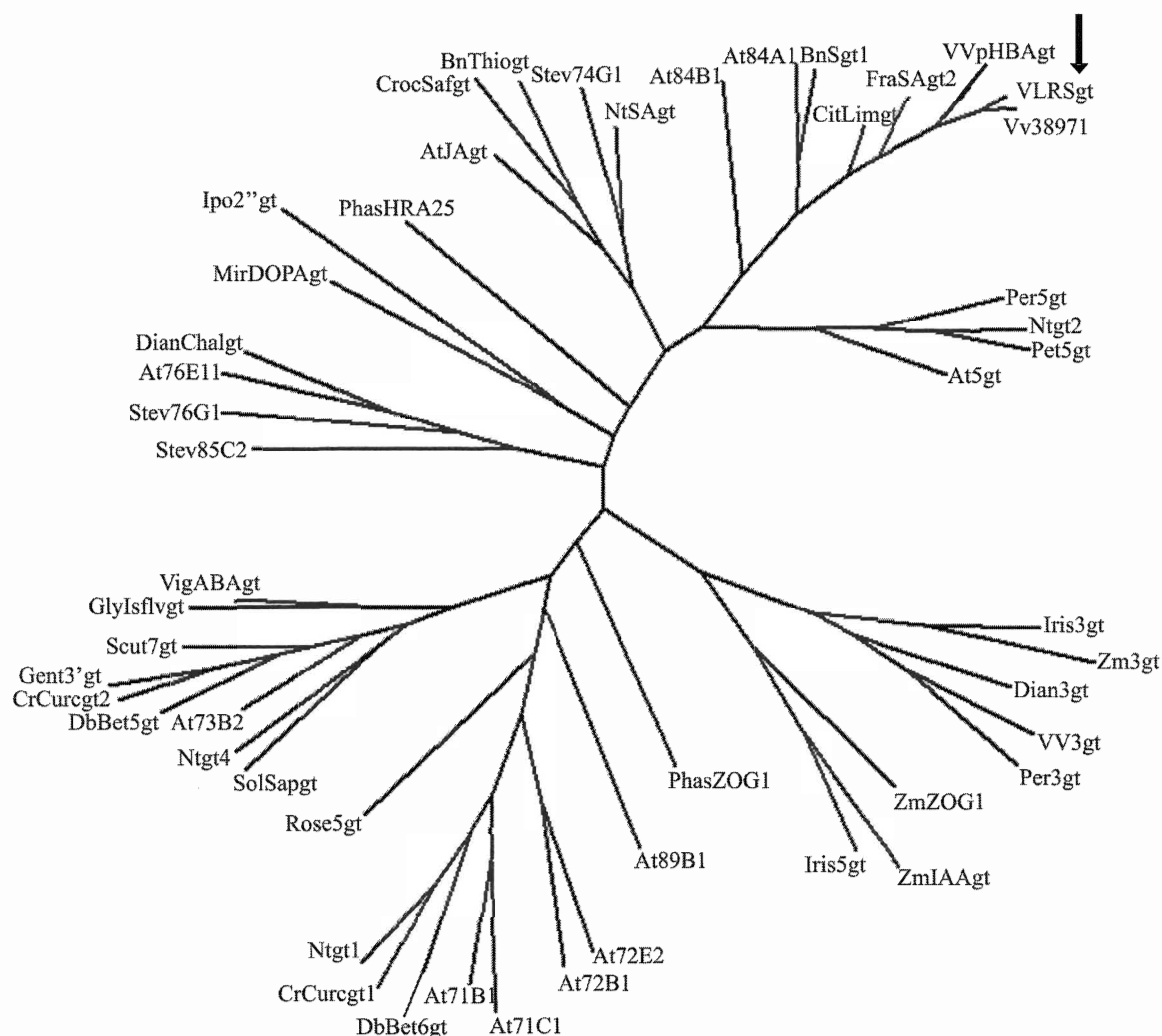 VVpHBAgt
At84A1 BnSgt1
BnThiogt
CrocSafgt
Stev74G1
At84B1
FraSAgt2
VLRSgt
NtSAgt
CitLimgt
Vv38971
AtJAgt
Ipo2’’gt
PhasHRA25
MirDOPAgt
Per5gt
Ntgt2
Pet5gt
DianChalgt
At76E11
At5gt
Stev76G1
Stev85C2
VigABAgt
GlyIsflvgt
Iris3gt
Scut7gt
Zm3gt
Gent3’gt
Dian3gt
CrCurcgt2
DbBet5gt
At73B2
VV3gt
Ntgt4
PhasZOG1
Per3gt
SolSapgt
ZmZOG1
Rose5gt
At89B1
Iris5gt
ZmIAAgt
Ntgt1
At72E2
At72B1
CrCurcgt1
At71B1
DbBet6gt
At71C1